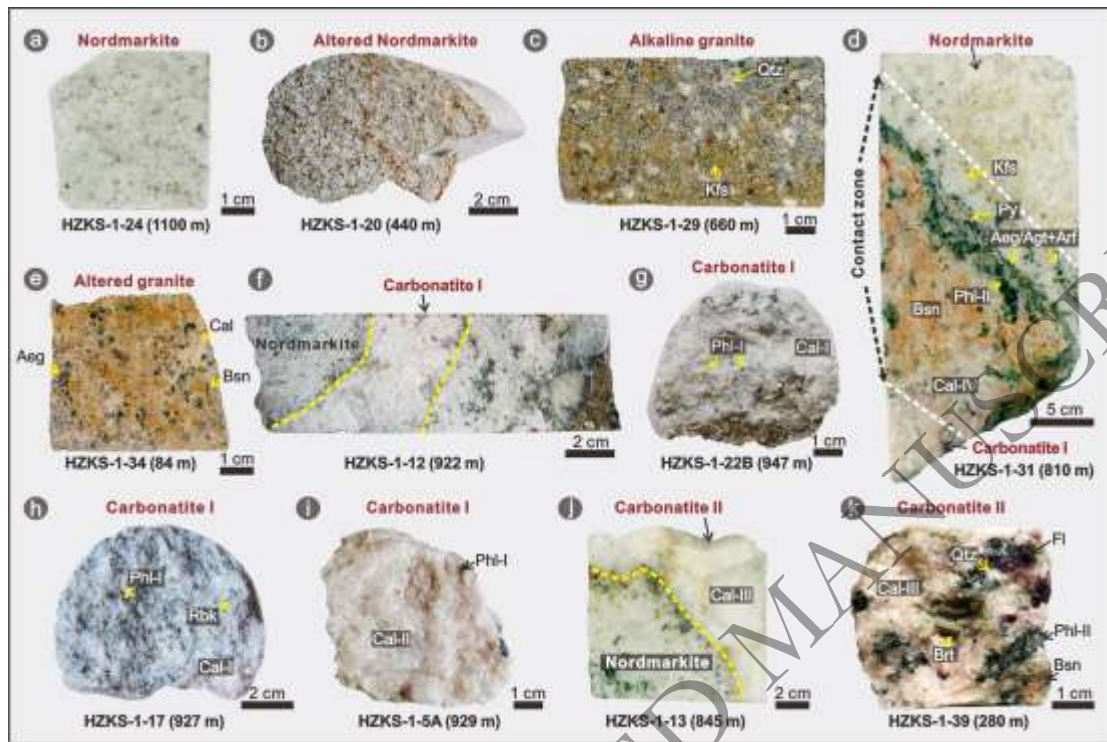 a Nordmarkite
1 cm
HZKS-1-24 (1100 m)
b Altered Nordmarkite
2 cm
HZKS-1-20 (440 m)
c Alkaline granite
Qtz
Kfs
1 cm
HZKS-1-29 (660 m)
d Nordmarkite
Contact zone
Kfs
Py
Aeg/Agt+Arf
Phl-II
Bsn
Cal-IV
5 cm
Carbonatite I
HZKS-1-31 (810 m)
e Altered granite
Cal
Aeg
Bsn
1 cm
HZKS-1-34 (84 m)
f Carbonatite I
Nordmarkite
2 cm
HZKS-1-12 (922 m)
g Carbonatite I
Phl-I
Cal-I
1 cm
HZKS-1-22B (947 m)
h Carbonatite I
Phl-I
Rbk
Cal-I
2 cm
HZKS-1-17 (927 m)
i Carbonatite I
Phl-I
Cal-II
1 cm
HZKS-1-5A (929 m)
j Carbonatite II
Cal-III
Nordmarkite
2 cm
HZKS-1-13 (845 m)
k Carbonatite II
Fl
Qtz
Cal-III
Phl-II
Brt
Bsn
1 cm
HZKS-1-39 (280 m)
D MANUSCR